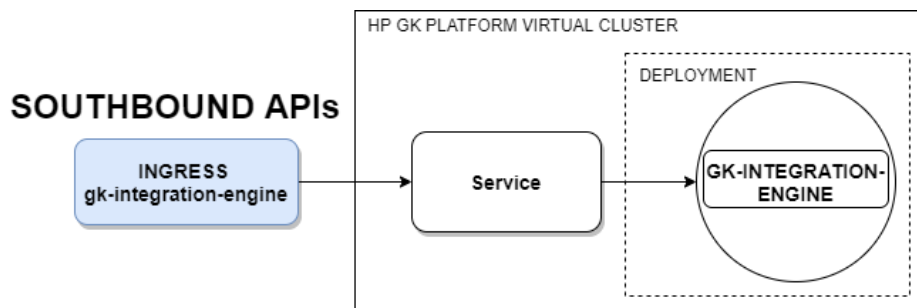 HP GK PLATFORM VIRTUAL CLUSTER
DEPLOYMENT
SOUTHBOUND APIs
INGRESS
gk-integration-engine
Service
GK-INTEGRATION-
ENGINE